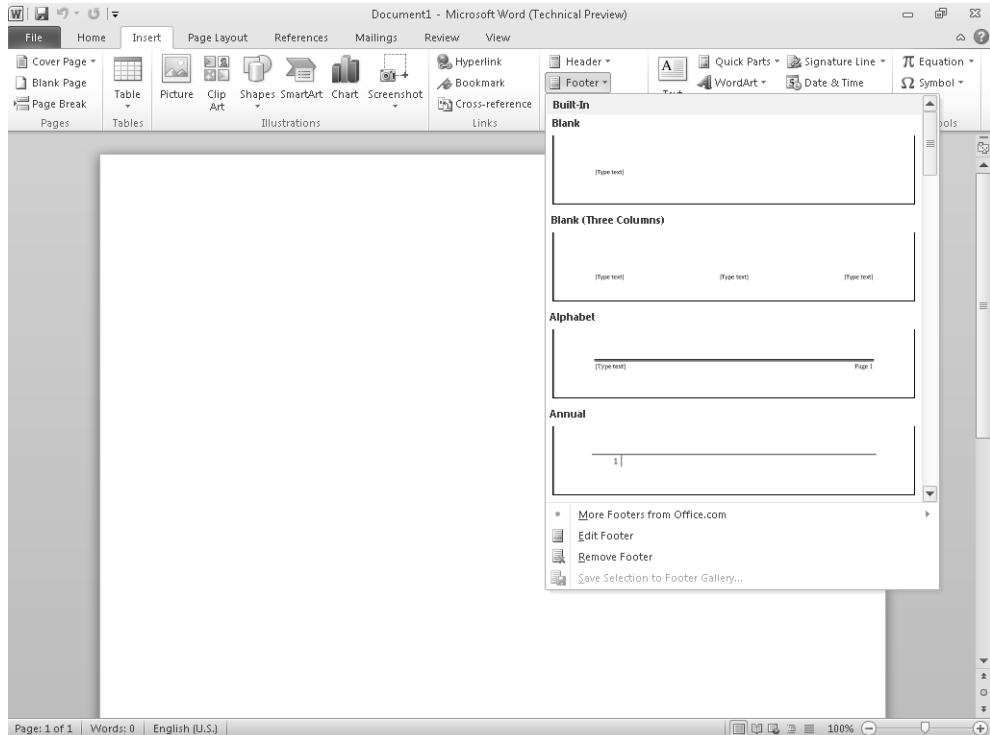 Document1 - Microsoft Word (Technical Preview)
File Home Insert Page Layout References Mailings Review View
Cover Page
Blank Page
Page Break
Pages
Table
Tables
Picture
Clip Art
Shapes
SmartArt
Chart
Screenshot
Illustrations
Hyperlink
Bookmark
Cross-reference
Links
Header
Footer
A
Quick Parts
WordArt
Signature Line
Date & Time
π Equation
Ω Symbol
Built-In
Blank
[Type text]
Blank (Three Columns)
[Type text] [Type text] [Type text]
Alphabet
[Type text] Page 1
Annual
1
More Footers from Office.com
Edit Footer
Remove Footer
Save Selection to Footer Gallery...
Page: 1 of 1 Words: 0 English (U.S.) 100%